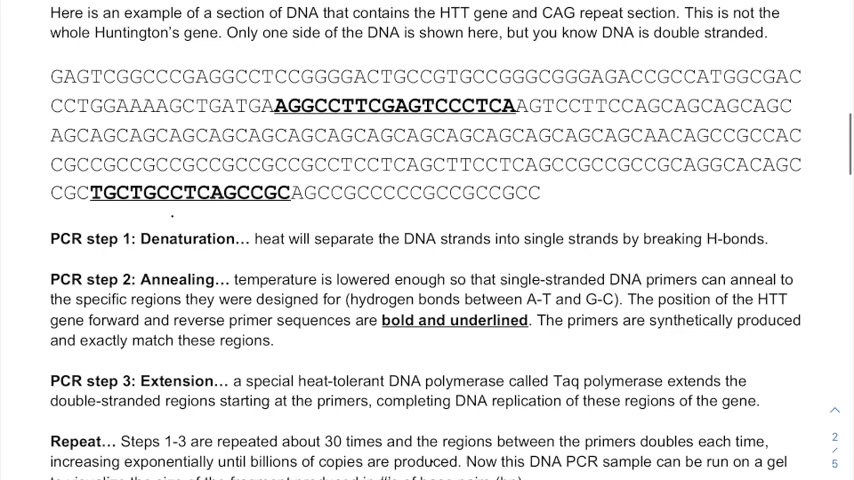 Here is an example of a section of DNA that contains the HTT gene and CAG repeat section. This is not the
whole Huntington's gene. Only one side of the DNA is shown here, but you know DNA is double stranded.
GAGTCGGCCCGAGGCCTCCGGGGACTGCCGTGCCGGGCGGGAGACCGCCATGGCGAC
CCTGGAAAAGCTGATGAAGGCCTTCGAGTCCCTCAAGTCCTTCCAGCAGCAGCAGC
AGCAGCAGCAGCAGCAGCAGCAGCAGCAGCAGCAGCAGCAGCAGCAACAGCCGCCAC
CGCCGCCGCCGCCGCCGCCGCCTCCTCAGCTTCCTCAGCCGCCGCCGCAGGCACAGC
CGCTGCTGCCTCAGCCGCAGCCGCCCCCGCCGCCGCC
PCR step 1: Denaturation... heat will separate the DNA strands into single strands by breaking H-bonds.
PCR step 2: Annealing... temperature is lowered enough so that single-stranded DNA primers can anneal to
the specific regions they were designed for (hydrogen bonds between A-T and G-C). The position of the HTT
gene forward and reverse primer sequences are bold and underlined. The primers are synthetically produced
and exactly match these regions.
PCR step 3: Extension... a special heat-tolerant DNA polymerase called Taq polymerase extends the
double-stranded regions starting at the primers, completing DNA replication of these regions of the gene.
Repeat... Steps 1-3 are repeated about 30 times and the regions between the primers doubles each time,
increasing exponentially until billions of copies are produced. Now this DNA PCR sample can be run on a gel
2
/
5